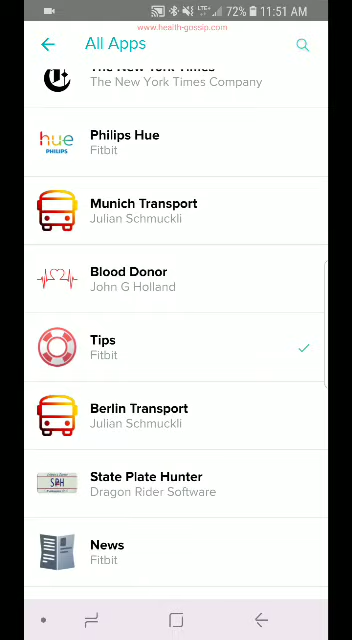 LTE+ 72% 11:51 AM
www.health-gossip.com
All Apps
The New York Times
The New York Times Company
hue
PHILIPS
Philips Hue
Fitbit
Munich Transport
Julian Schmuckli
Blood Donor
John G Holland
Tips
Fitbit
Berlin Transport
Julian Schmuckli
State Plate Hunter
Dragon Rider Software
News
Fitbit